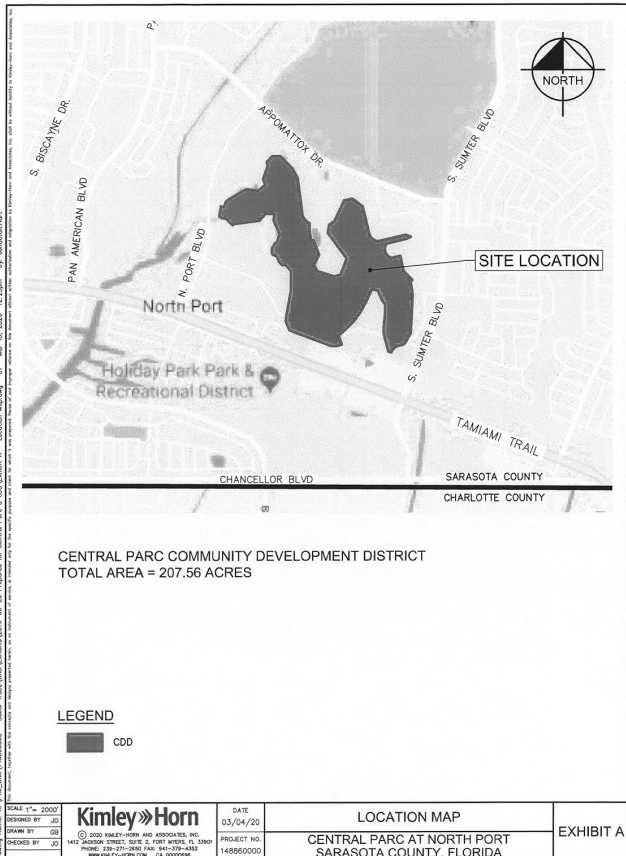 NORTH
APPOMATTOX DR.
S. SUMTER BLVD
S. BISCAYNE DR.
PAN AMERICAN BLVD
N. PORT BLVD
SITE LOCATION
North Port
S. SUMTER BLVD
Holiday Park Park &
Recreational District
TAMIAMI TRAIL
CHANCELLOR BLVD
SARASOTA COUNTY
CHARLOTTE COUNTY
CENTRAL PARC COMMUNITY DEVELOPMENT DISTRICT
TOTAL AREA = 207.56 ACRES
LEGEND
CDD
SCALE 1"= 2000'
DESIGNED BY JO
DRAWN BY GB
CHECKED BY JO
Kimley»Horn
© 2020 KIMLEY-HORN AND ASSOCIATES, INC.
1412 JACKSON STREET, SUITE 2, FORT MYERS, FL 33901
PHONE: 239-271-2650 FAX: 941-379-4352
WWW.KIMLEY-HORN.COM CA 00000696
DATE
03/04/20
PROJECT NO.
148860000
LOCATION MAP
CENTRAL PARC AT NORTH PORT
SARASOTA COUNTY, FLORIDA
EXHIBIT A